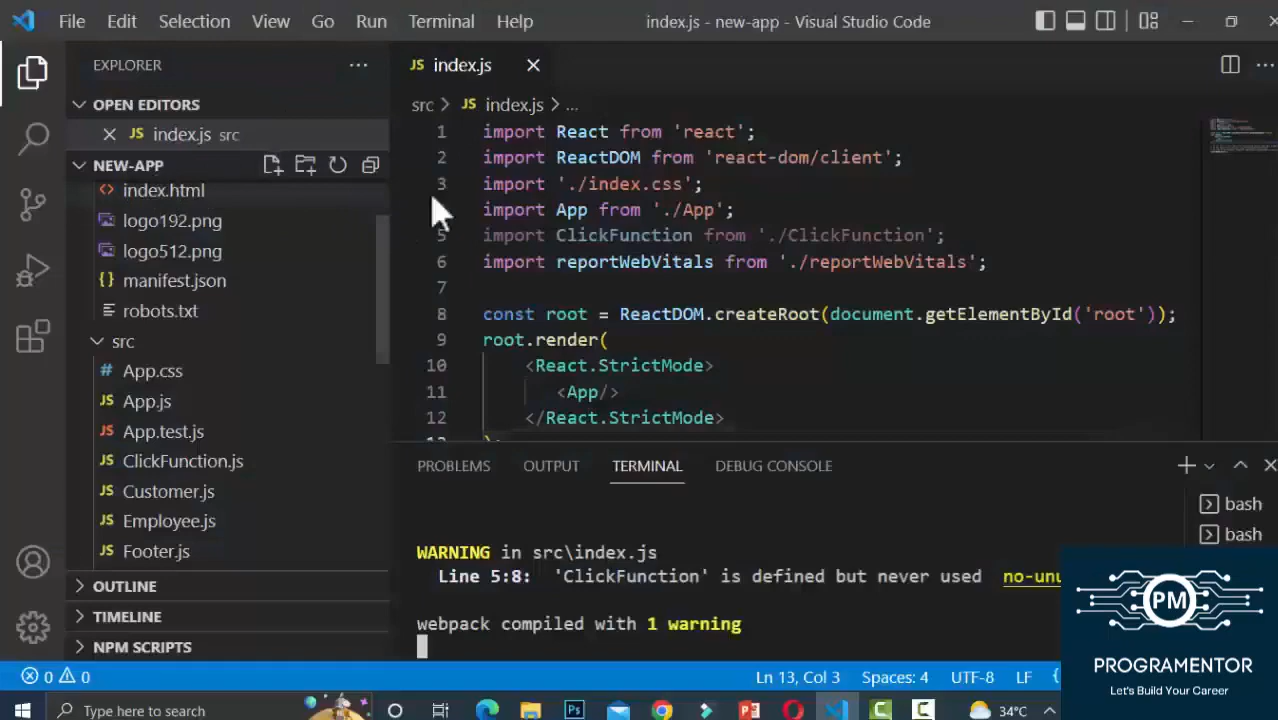 File Edit Selection View Go Run Terminal Help index.js - new-app - Visual Studio Code
EXPLORER
OPEN EDITORS
JS index.js src
NEW-APP
<> index.html
logo192.png
logo512.png
{} manifest.json
robots.txt
src
# App.css
JS App.js
JS App.test.js
JS ClickFunction.js
JS Customer.js
JS Employee.js
JS Footer.js
OUTLINE
TIMELINE
NPM SCRIPTS
JS index.js
src > JS index.js > ...
1 import React from 'react';
2 import ReactDOM from 'react-dom/client';
3 import './index.css';
import App from './App';
5 import ClickFunction from './ClickFunction';
6 import reportWebVitals from './reportWebVitals';
7
8 const root = ReactDOM.createRoot(document.getElementById('root'));
9 root.render(
10 <React.StrictMode>
11 <App/>
12 </React.StrictMode>
13 );
PROBLEMS OUTPUT TERMINAL DEBUG CONSOLE
bash
bash
WARNING in src\index.js
Line 5:8: 'ClickFunction' is defined but never used
webpack compiled with 1 warning
0 0 Ln 13, Col 3 Spaces: 4 UTF-8 LF {
PM
PROGRAMENTOR
Let's Build Your Career
Type here to search
34°C